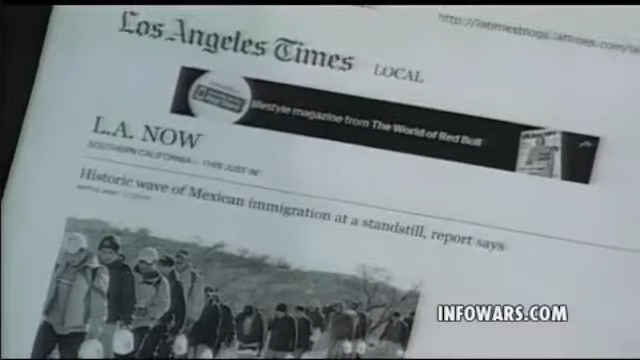 Los Angeles Times LOCAL
lifestyle magazine from The World of Red Bull
L.A. NOW
SOUTHERN CALIFORNIA -- THIS JUST IN
Historic wave of Mexican immigration at a standstill, report says
INFOWARS.COM